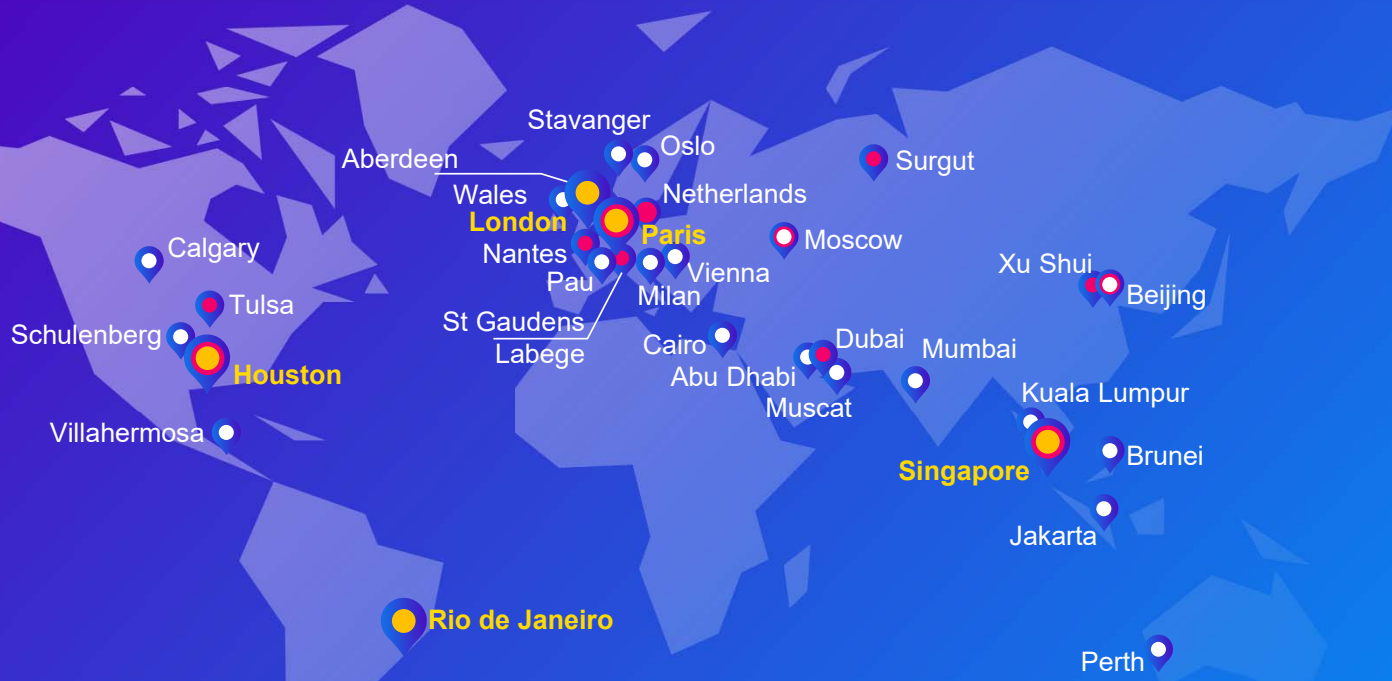 Stavanger
Oslo
Aberdeen
Surgut
Wales
Netherlands
London
Paris
Nantes
Moscow
Calgary
Pau
Vienna
Xu Shui
Milan
Beijing
Tulsa
St Gaudens
Schulenberg
Labege
Cairo
Dubai
Mumbai
Abu Dhabi
Houston
Muscat
Kuala Lumpur
Villahermosa
Brunei
Singapore
Jakarta
Rio de Janeiro
Perth